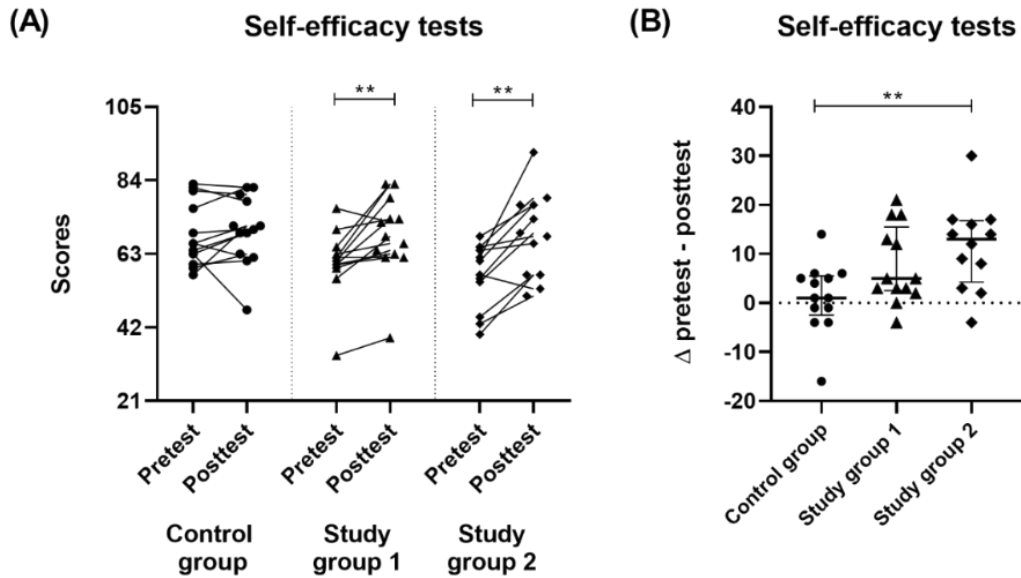 (A)
Self-efficacy tests
**
**
105
84
63
42
21
Scores
Pretest
Posttest
Pretest
Posttest
Pretest
Posttest
Control
group
Study
group 1
Study
group 2
(B)
Self-efficacy tests
**
40
30
20
10
0
-10
-20
Δ pretest - posttest
Control group
Study group 1
Study group 2